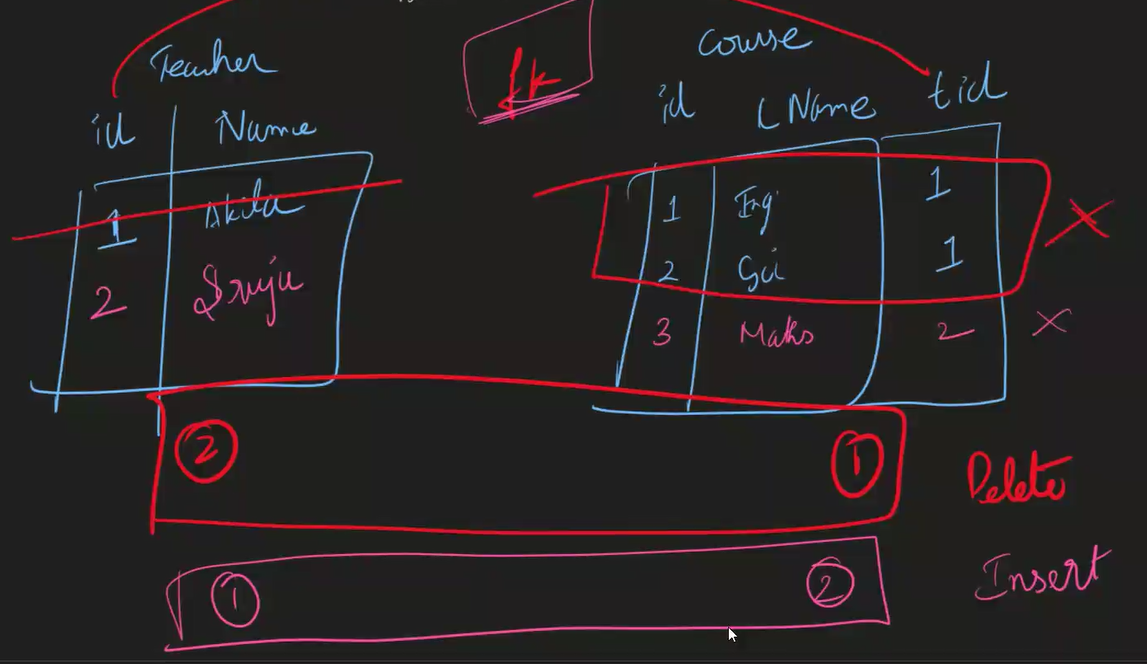 fk
Teacher
id Name
1 Akila
2 Sruju
Course
id CName tid
1 Eng 1
2 Sci 1
3 Maths 2
2 1 Delete
1 2 Insert